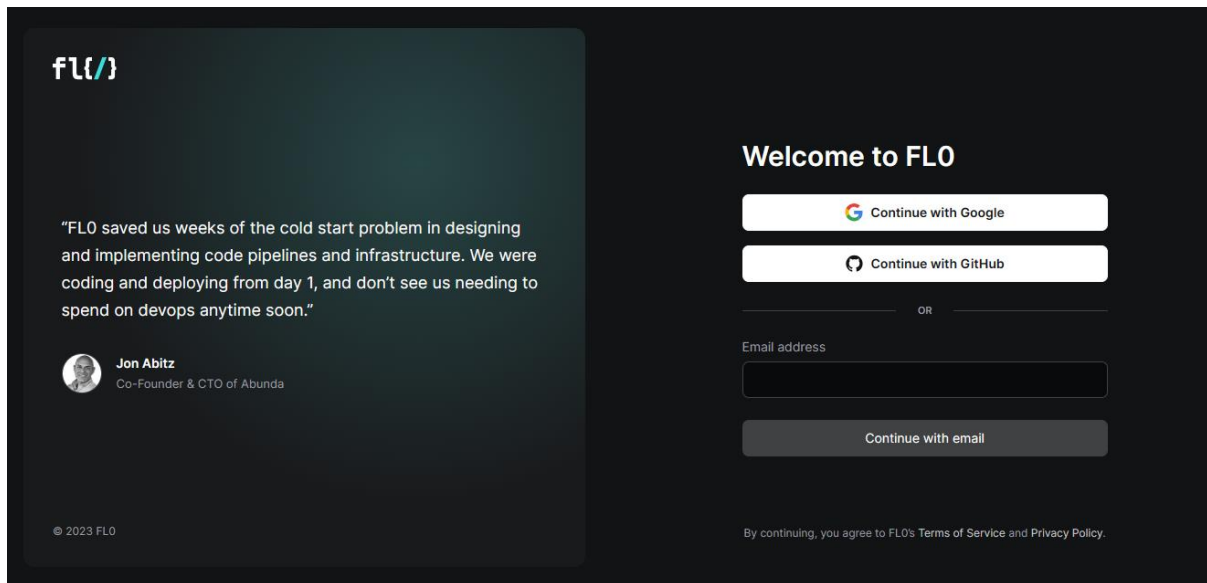 fl{/}
“FL0 saved us weeks of the cold start problem in designing
and implementing code pipelines and infrastructure. We were
coding and deploying from day 1, and don’t see us needing to
spend on devops anytime soon.”
Jon Abitz
Co-Founder & CTO of Abunda
© 2023 FL0
Welcome to FL0
Continue with Google
Continue with GitHub
OR
Email address
Continue with email
By continuing, you agree to FL0's Terms of Service and Privacy Policy.